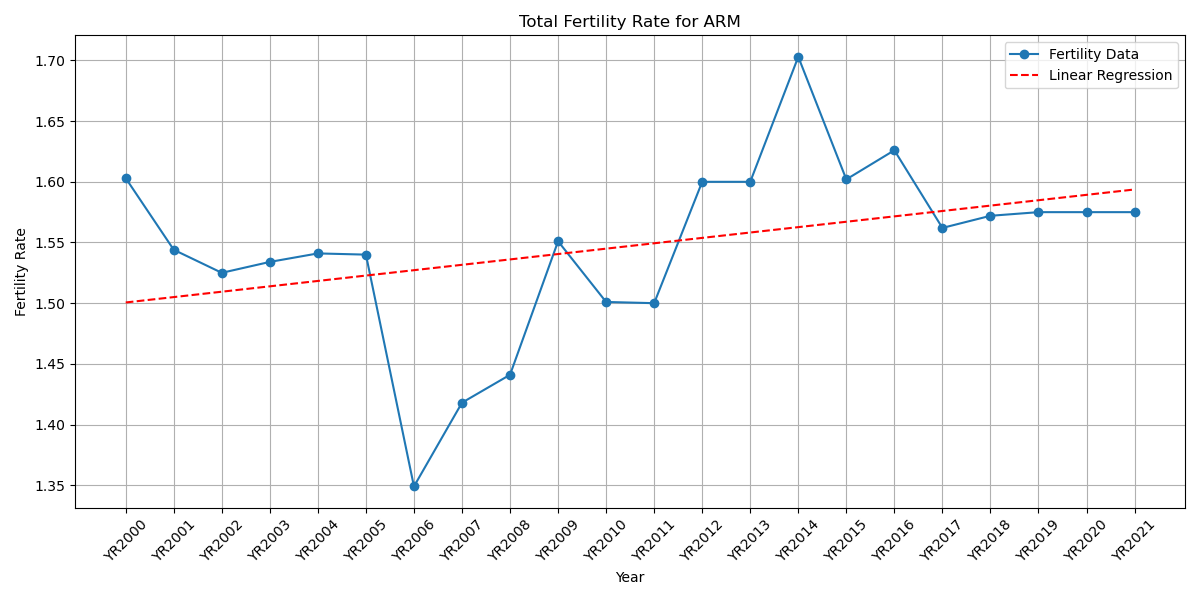 Total Fertility Rate for ARM
Fertility Data
Linear Regression
Fertility Rate
1.70
1.65
1.60
1.55
1.50
1.45
1.40
1.35
YR2000
YR2001
YR2002
YR2003
YR2004
YR2005
YR2006
YR2007
YR2008
YR2009
YR2010
YR2011
YR2012
YR2013
YR2014
YR2015
YR2016
YR2017
YR2018
YR2019
YR2020
YR2021
Year